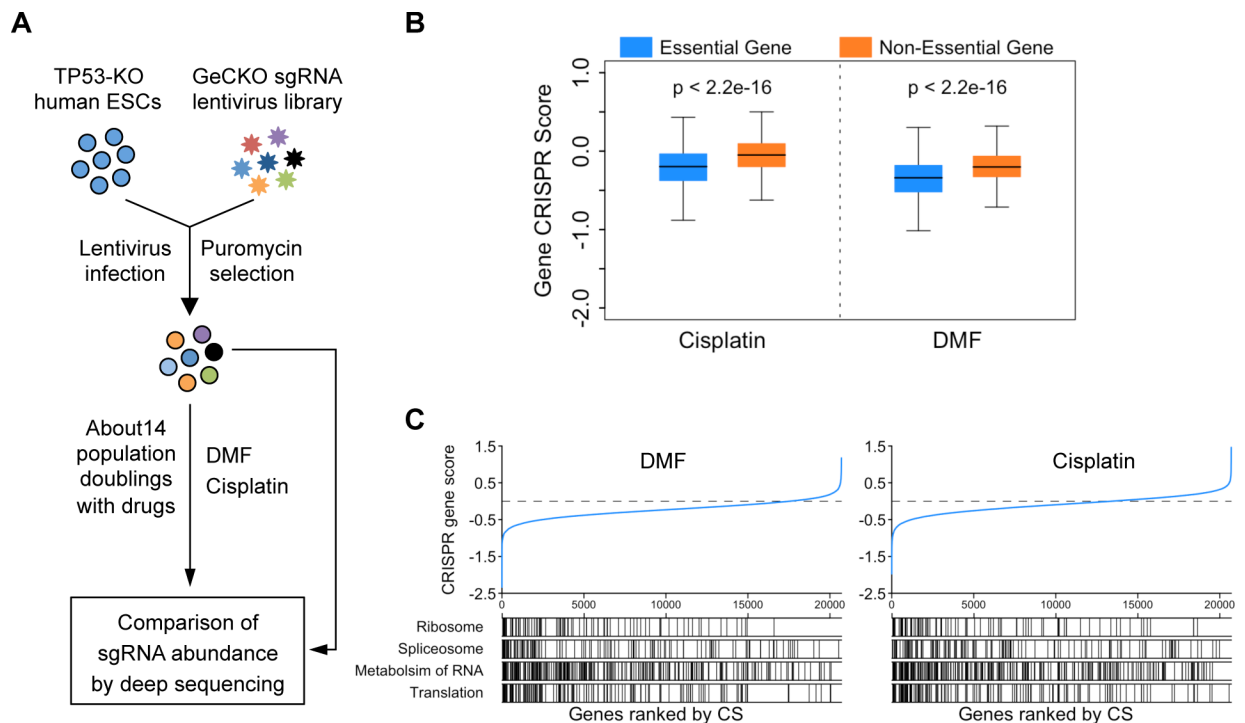 A
TP53-KO
human ESCs
GeCKO sgRNA
lentivirus library
Lentivirus
infection
Puromycin
selection
About14
population
doublings
with drugs
DMF
Cisplatin
Comparison of
sgRNA abundance
by deep sequencing
B
Essential Gene
Non-Essential Gene
Gene CRISPR Score
1.0
0.0
-1.0
-2.0
p < 2.2e-16
p < 2.2e-16
Cisplatin
DMF
C
CRISPR gene score
DMF
1.5
0.5
-0.5
-1.5
-2.5
0
5000
10000
15000
20000
Cisplatin
1.5
0.5
-0.5
-1.5
-2.5
0
5000
10000
15000
20000
Ribosome
Spliceosome
Metabolsim of RNA
Translation
Genes ranked by CS
Genes ranked by CS